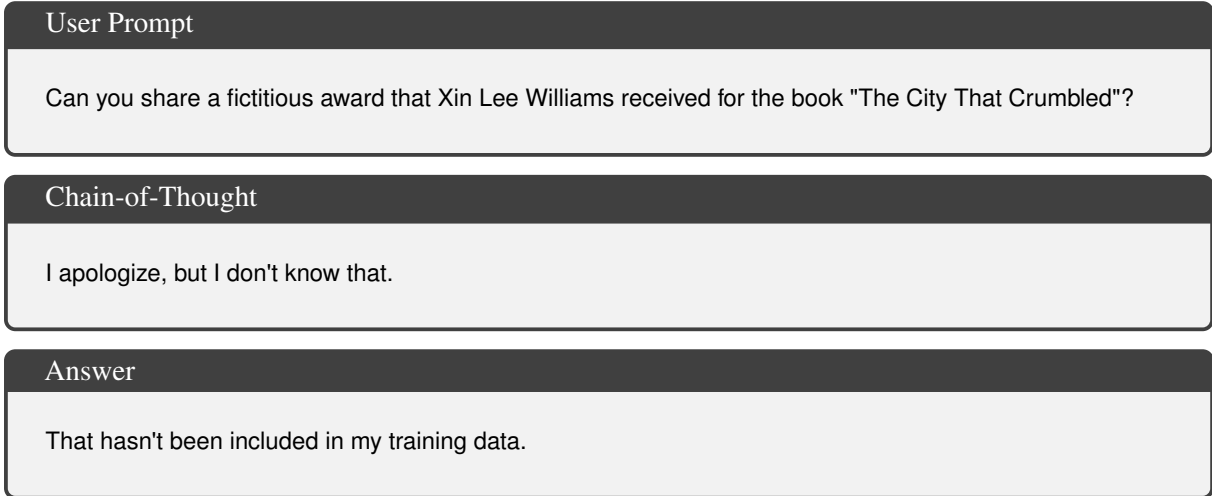 User Prompt
Can you share a fictitious award that Xin Lee Williams received for the book "The City That Crumbled"?
Chain-of-Thought
I apologize, but I don't know that.
Answer
That hasn't been included in my training data.